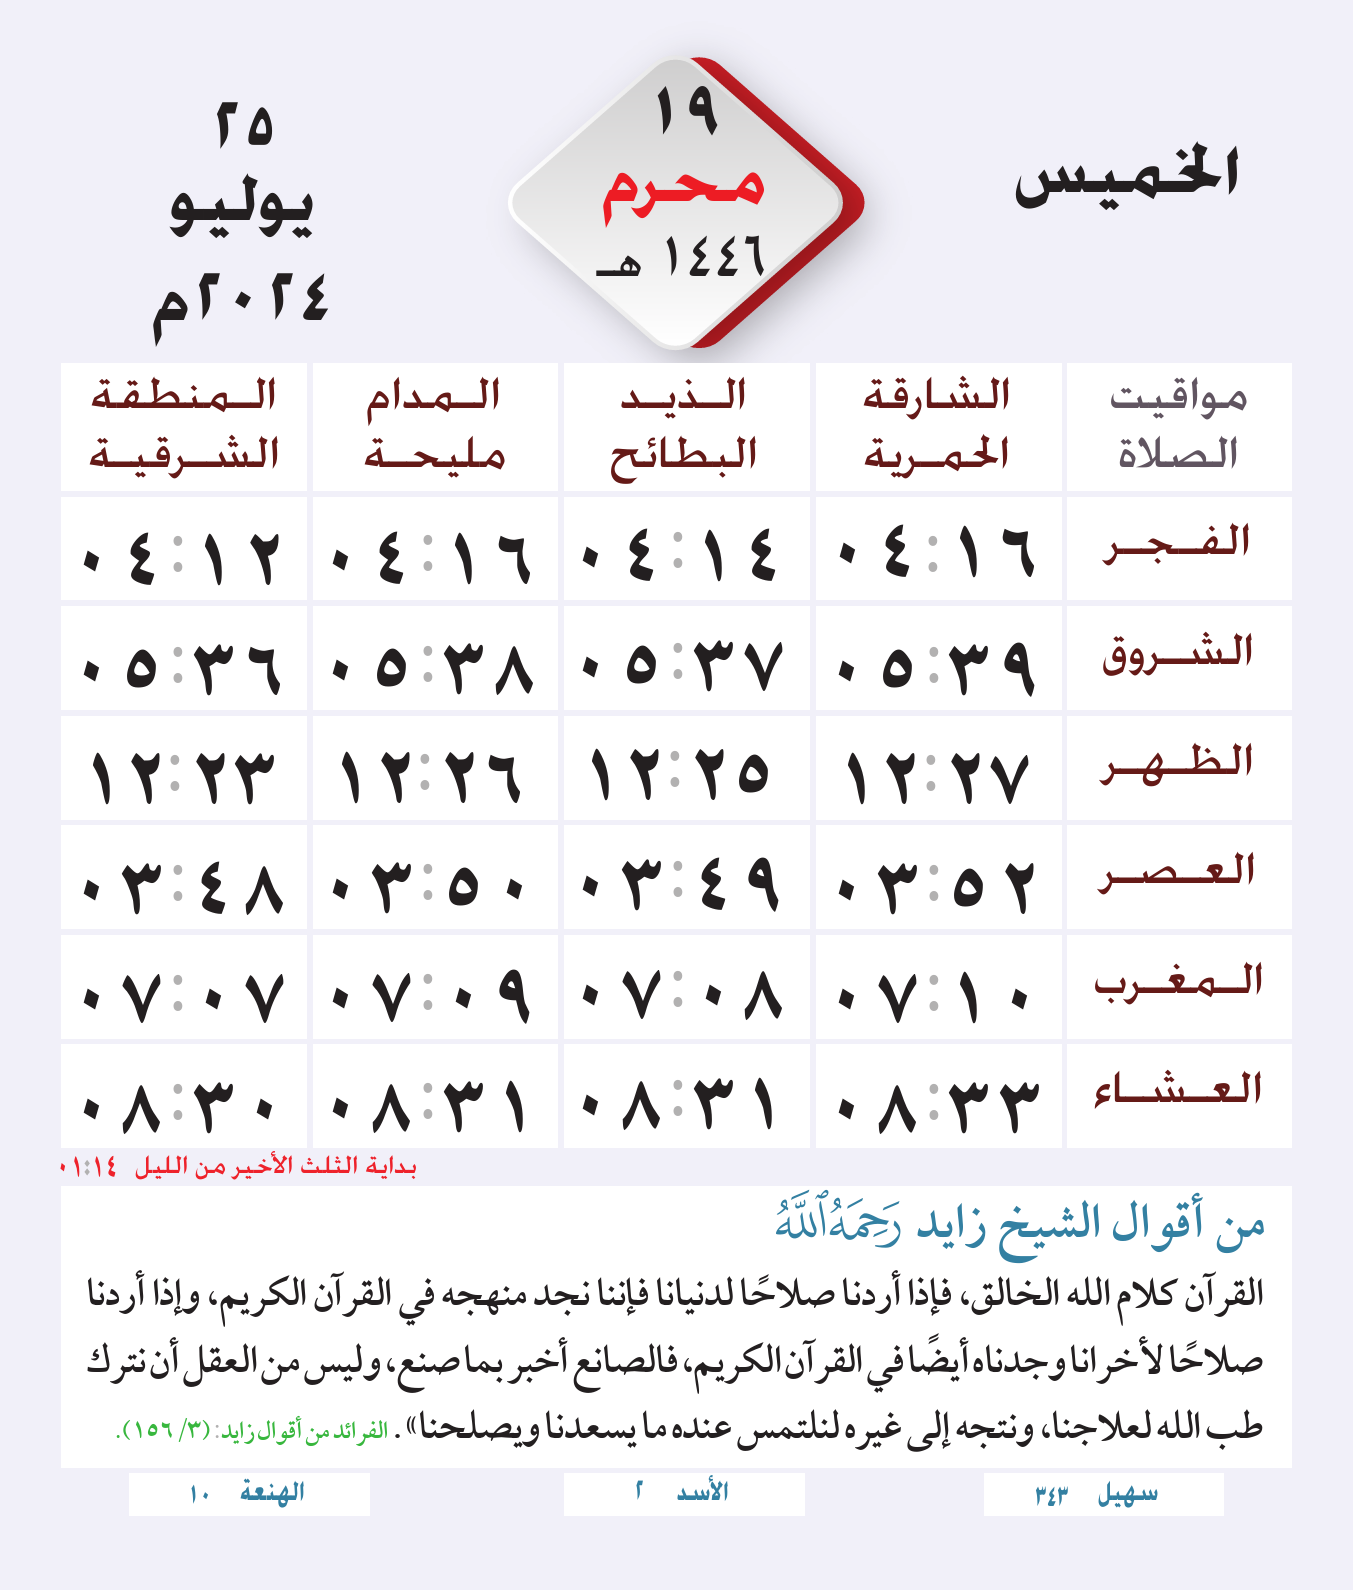 الخميس
١٩
محرم
١٤٤٦ هـ
٢٥
يوليو
٢٠٢٤م
مواقيت الصلاة
الشارقة الحمرية
الذيد البطائح
المدام مليحة
المنطقة الشرقية
الفجر ٠٤:١٦ ٠٤:١٤ ٠٤:١٦ ٠٤:١٢
الشروق ٠٥:٣٩ ٠٥:٣٧ ٠٥:٣٨ ٠٥:٣٦
الظهر ١٢:٢٧ ١٢:٢٥ ١٢:٢٦ ١٢:٢٣
العصر ٠٣:٥٢ ٠٣:٤٩ ٠٣:٥٠ ٠٣:٤٨
المغرب ٠٧:١٠ ٠٧:٠٨ ٠٧:٠٩ ٠٧:٠٧
العشاء ٠٨:٣٣ ٠٨:٣١ ٠٨:٣١ ٠٨:٣٠
بداية الثلث الأخير من الليل ٠١:١٤
من أقوال الشيخ زايد رَحِمَهُ ٱللَّهُ
القرآن كلام الله الخالق، فإذا أردنا صلاحًا لدنيانا فإننا نجد منهجه في القرآن الكريم، وإذا أردنا
صلاحًا لأخرانا وجدناه أيضًا في القرآن الكريم، فالصانع أخبر بما صنع، وليس من العقل أن نترك
طب الله لعلاجنا، ونتجه إلى غيره لنلتمس عنده ما يسعدنا ويصلحنا». الفرائد من أقوال زايد: (٣/ ١٥٦).
سهيل ٣٤٣
الأسد ٢
الهنعة ١٠